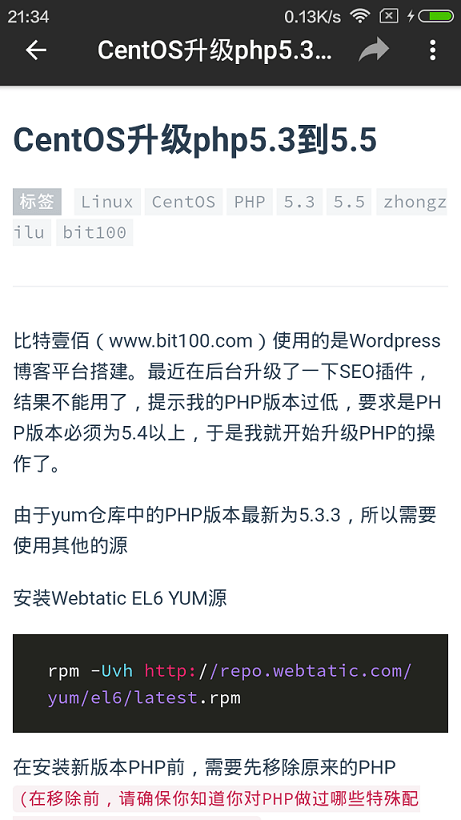 21:34
0.13K/s
CentOS升级php5.3...
CentOS升级php5.3到5.5
标签 Linux CentOS PHP 5.3 5.5 zhongz
ilu bit100
比特壹佰（www.bit100.com）使用的是Wordpress
博客平台搭建。最近在后台升级了一下SEO插件，
结果不能用了，提示我的PHP版本过低，要求是PH
P版本必须为5.4以上，于是我就开始升级PHP的操
作了。
由于yum仓库中的PHP版本最新为5.3.3，所以需要
使用其他的源
安装Webtatic EL6 YUM源
rpm -Uvh http://repo.webtatic.com/
yum/el6/latest.rpm
在安装新版本PHP前，需要先移除原来的PHP
(在移除前，请确保你知道你对PHP做过哪些特殊配